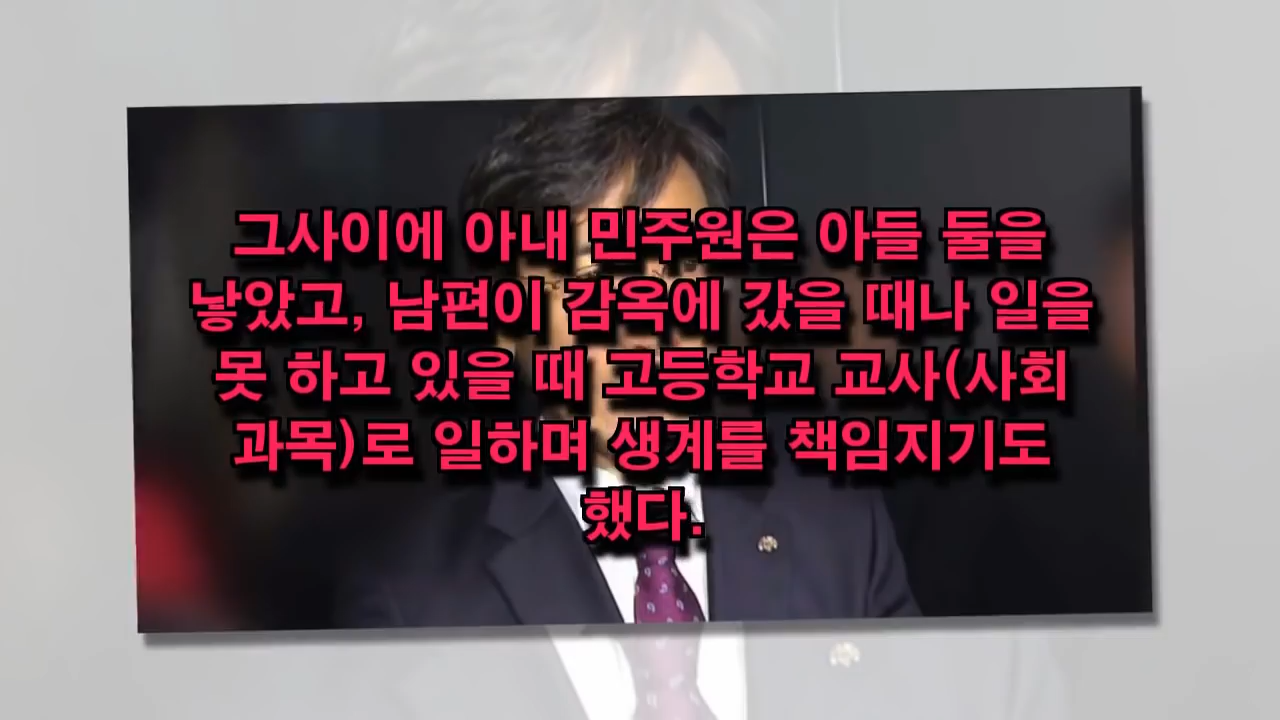 그사이에 아내 민주원은 아들 둘을
낳았고, 남편이 감옥에 갔을 때나 일을
못 하고 있을 때 고등학교 교사(사회
과목)로 일하며 생계를 책임지기도
했다.